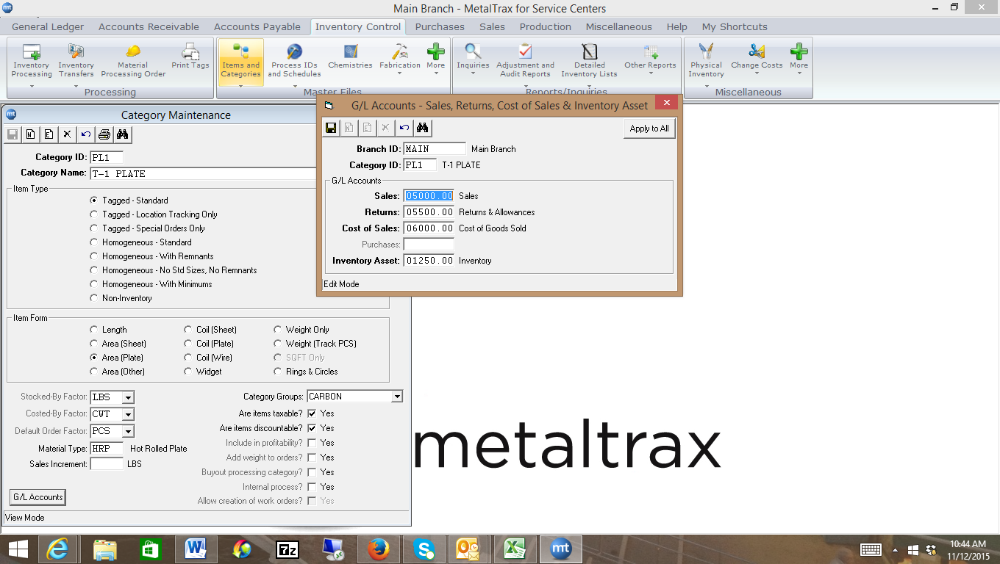 Main Branch - MetalTrax for Service Centers
General Ledger Accounts Receivable Accounts Payable Inventory Control Purchases Sales Production Miscellaneous Help My Shortcuts
Inventory Processing Inventory Transfers Material Processing Order Print Tags Items and Categories Process IDs and Schedules Chemistries Fabrication More Inquiries Adjustment and Audit Reports Detailed Inventory Lists Other Reports Physical Inventory Change Costs More
Processing Master Files Reports/Inquiries Miscellaneous
mt Category Maintenance
Category ID: PL1
Category Name: T-1 PLATE
Item Type
Tagged - Standard
Tagged - Location Tracking Only
Tagged - Special Orders Only
Homogeneous - Standard
Homogeneous - With Remnants
Homogeneous - No Std Sizes, No Remnants
Homogeneous - With Minimums
Non-Inventory
Item Form
Length Coil (Sheet) Weight Only
Area (Sheet) Coil (Plate) Weight (Track PCS)
Area (Plate) Coil (Wire) SQFT Only
Area (Other) Widget Rings & Circles
Stocked-By Factor: LBS Category Groups: CARBON
Costed-By Factor: CWT Are items taxable? Yes
Default Order Factor: PCS Are items discountable? Yes
Material Type: HRP Hot Rolled Plate Include in profitability? Yes
Sales Increment: LBS Add weight to orders? Yes
Buyout processing category? Yes
Internal process? Yes
G/L Accounts Allow creation of work orders? Yes
View Mode
G/L Accounts - Sales, Returns, Cost of Sales & Inventory Asset
Apply to All
Branch ID: MAIN Main Branch
Category ID: PL1 T-1 PLATE
G/L Accounts
Sales: 05000.00 Sales
Returns: 05500.00 Returns & Allowances
Cost of Sales: 06000.00 Cost of Goods Sold
Purchases:
Inventory Asset: 01250.00 Inventory
Edit Mode
metaltrax
7z mt 10:44 AM
11/12/2015